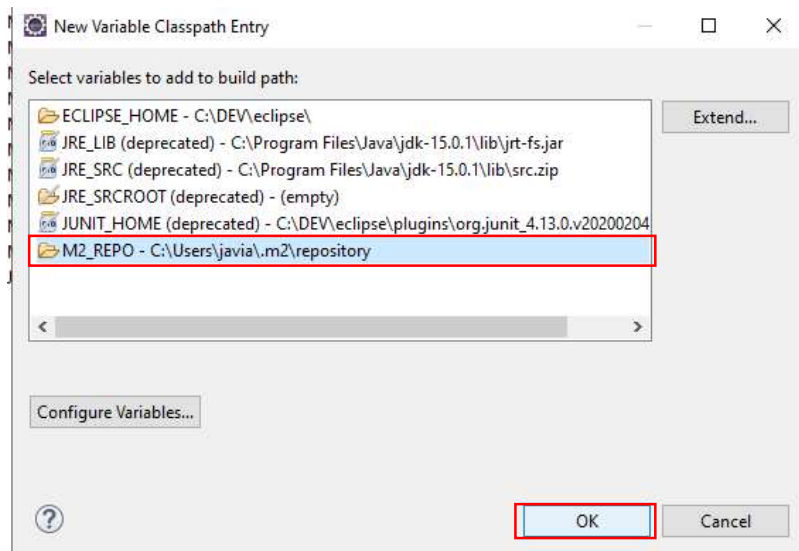 New Variable Classpath Entry
Select variables to add to build path:
ECLIPSE_HOME - C:\DEV\eclipse\
Extend...
JRE_LIB (deprecated) - C:\Program Files\Java\jdk-15.0.1\lib\jrt-fs.jar
JRE_SRC (deprecated) - C:\Program Files\Java\jdk-15.0.1\lib\src.zip
JRE_SRCROOT (deprecated) - (empty)
JUNIT_HOME (deprecated) - C:\DEV\eclipse\plugins\org.junit_4.13.0.v20200204
M2_REPO - C:\Users\javia\.m2\repository
Configure Variables...
OK
Cancel